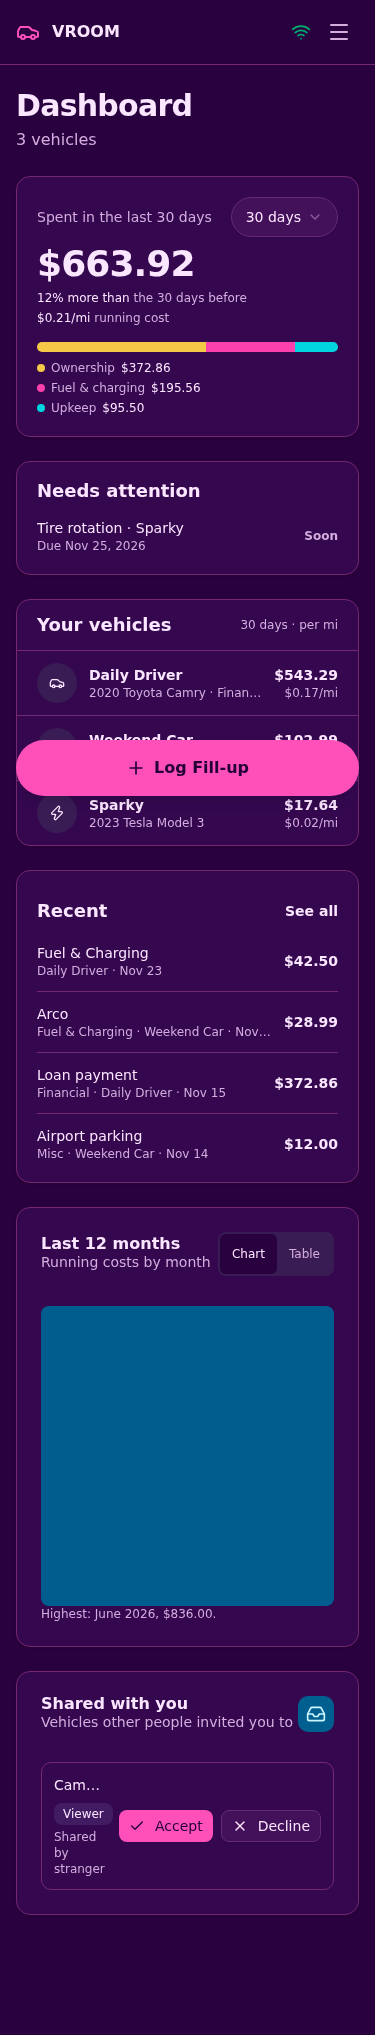 VROOM
Dashboard
3 vehicles
Spent in the last 30 days
30 days
$663.92
12% more than the 30 days before
$0.21/mi running cost
Ownership $372.86
Fuel & charging $195.56
Upkeep $95.50
Needs attention
Tire rotation · Sparky
Due Nov 25, 2026
Soon
Your vehicles
30 days · per mi
Daily Driver
$543.29
2020 Toyota Camry · Finan…
$0.17/mi
Weekend Car
$102.99
Log Fill-up
Sparky
$17.64
2023 Tesla Model 3
$0.02/mi
Recent
See all
Fuel & Charging
Daily Driver · Nov 23
$42.50
Arco
Fuel & Charging · Weekend Car · Nov…
$28.99
Loan payment
Financial · Daily Driver · Nov 15
$372.86
Airport parking
Misc · Weekend Car · Nov 14
$12.00
Last 12 months
Running costs by month
Chart
Table
Highest: June 2026, $836.00.
Shared with you
Vehicles other people invited you to
Cam…
Viewer
Shared
by
stranger
Accept
Decline